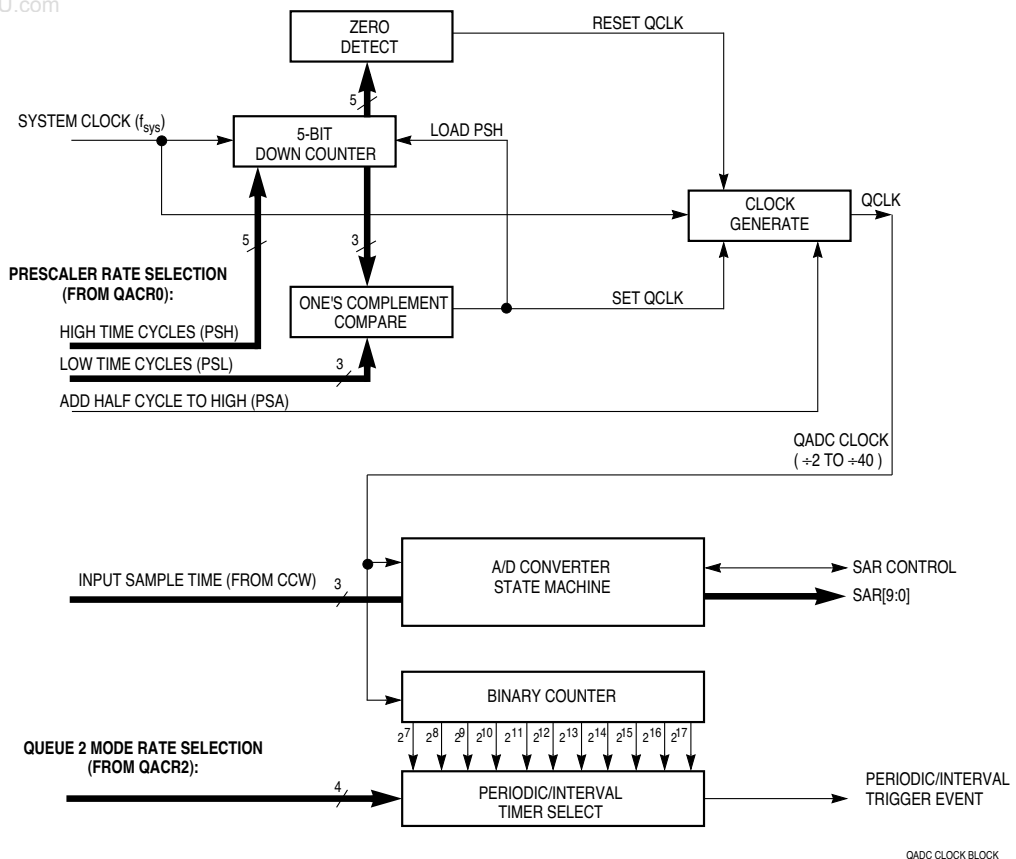 U.com
ZERO
DETECT
RESET QCLK
5
SYSTEM CLOCK (fsys)
5-BIT
DOWN COUNTER
LOAD PSH
CLOCK
GENERATE
QCLK
5
3
PRESCALER RATE SELECTION
(FROM QACR0):
ONE'S COMPLEMENT
COMPARE
SET QCLK
HIGH TIME CYCLES (PSH)
LOW TIME CYCLES (PSL)
3
ADD HALF CYCLE TO HIGH (PSA)
QADC CLOCK
( ÷2 TO ÷40 )
A/D CONVERTER
STATE MACHINE
INPUT SAMPLE TIME (FROM CCW)
3
SAR CONTROL
SAR[9:0]
BINARY COUNTER
2^7 2^8 2^9 2^10 2^11 2^12 2^13 2^14 2^15 2^16 2^17
QUEUE 2 MODE RATE SELECTION
(FROM QACR2):
4
PERIODIC/INTERVAL
TIMER SELECT
PERIODIC/INTERVAL
TRIGGER EVENT
QADC CLOCK BLOCK